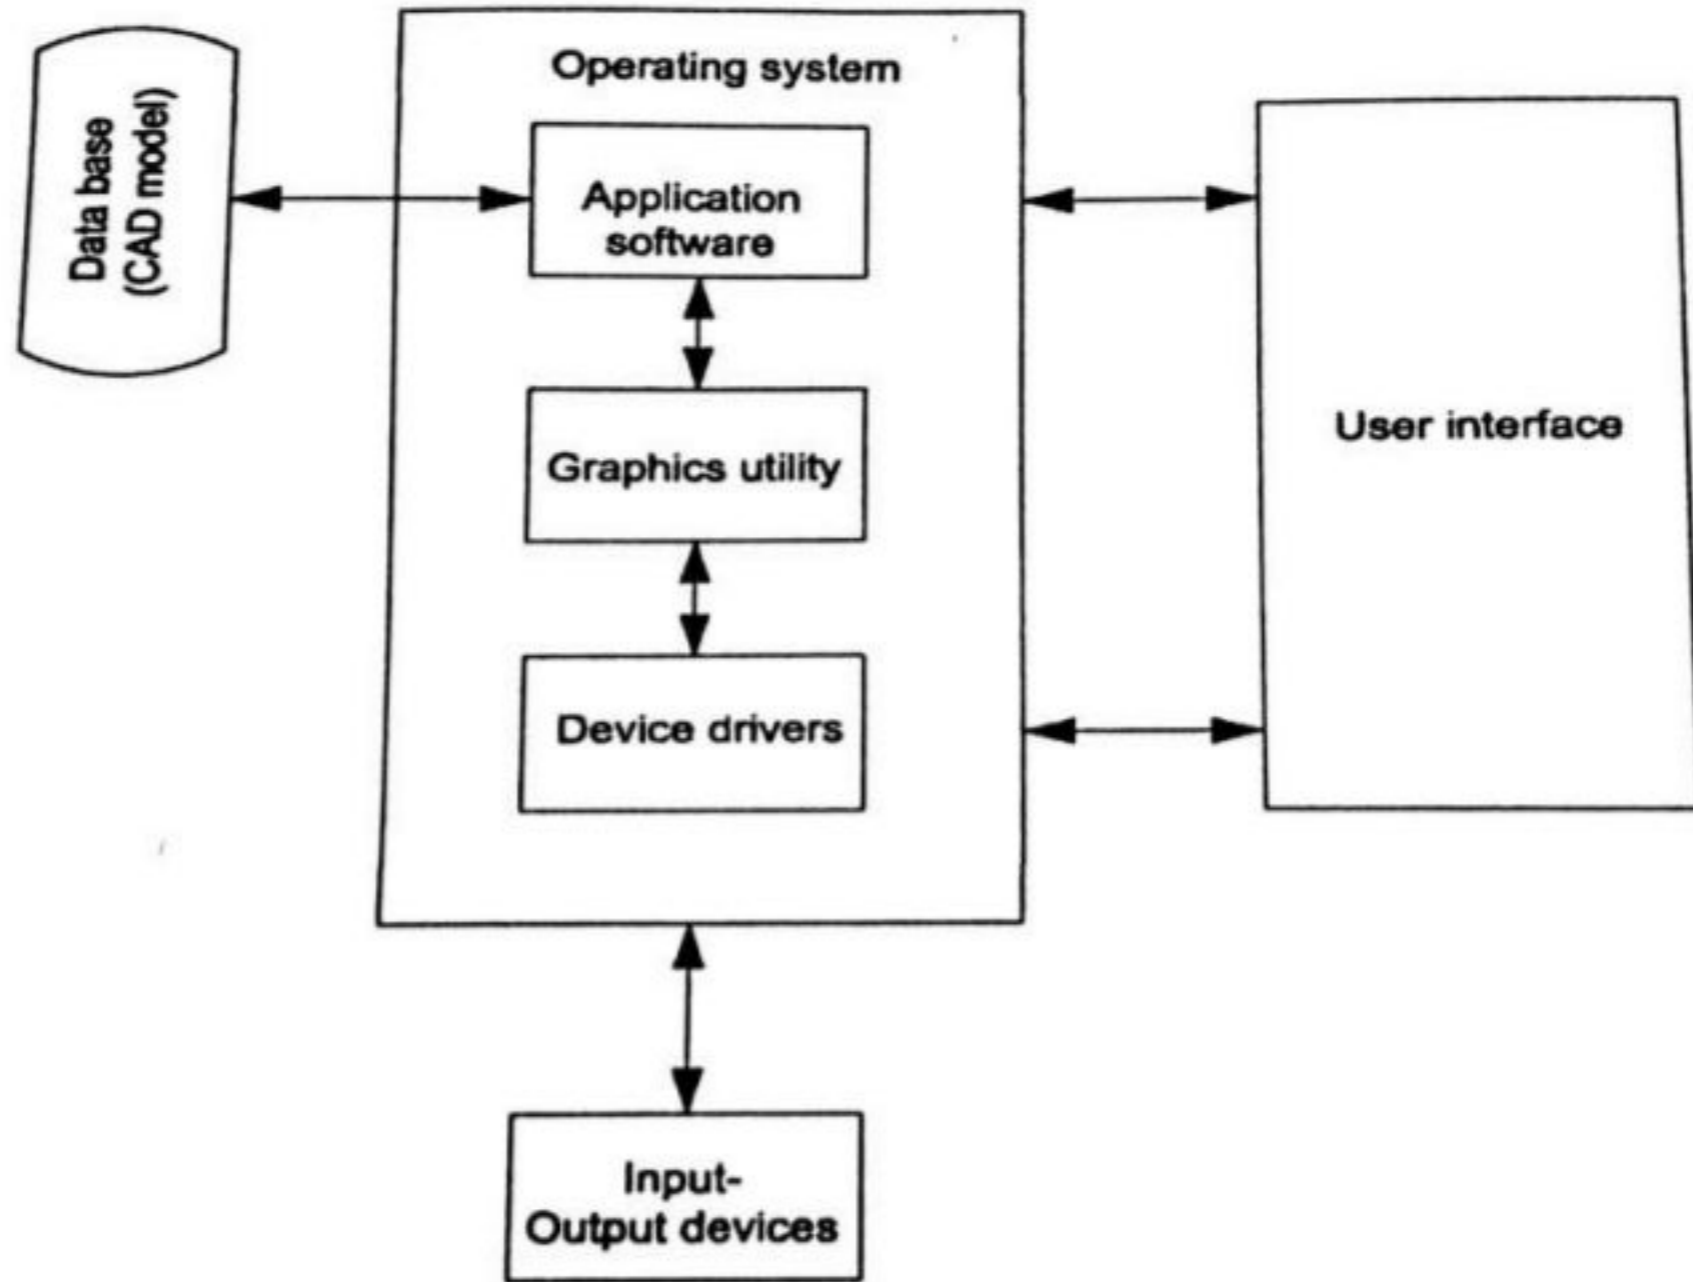 Operating system
Data base
(CAD model)
Application
software
User interface
Graphics utility
Device drivers
Input-
Output devices